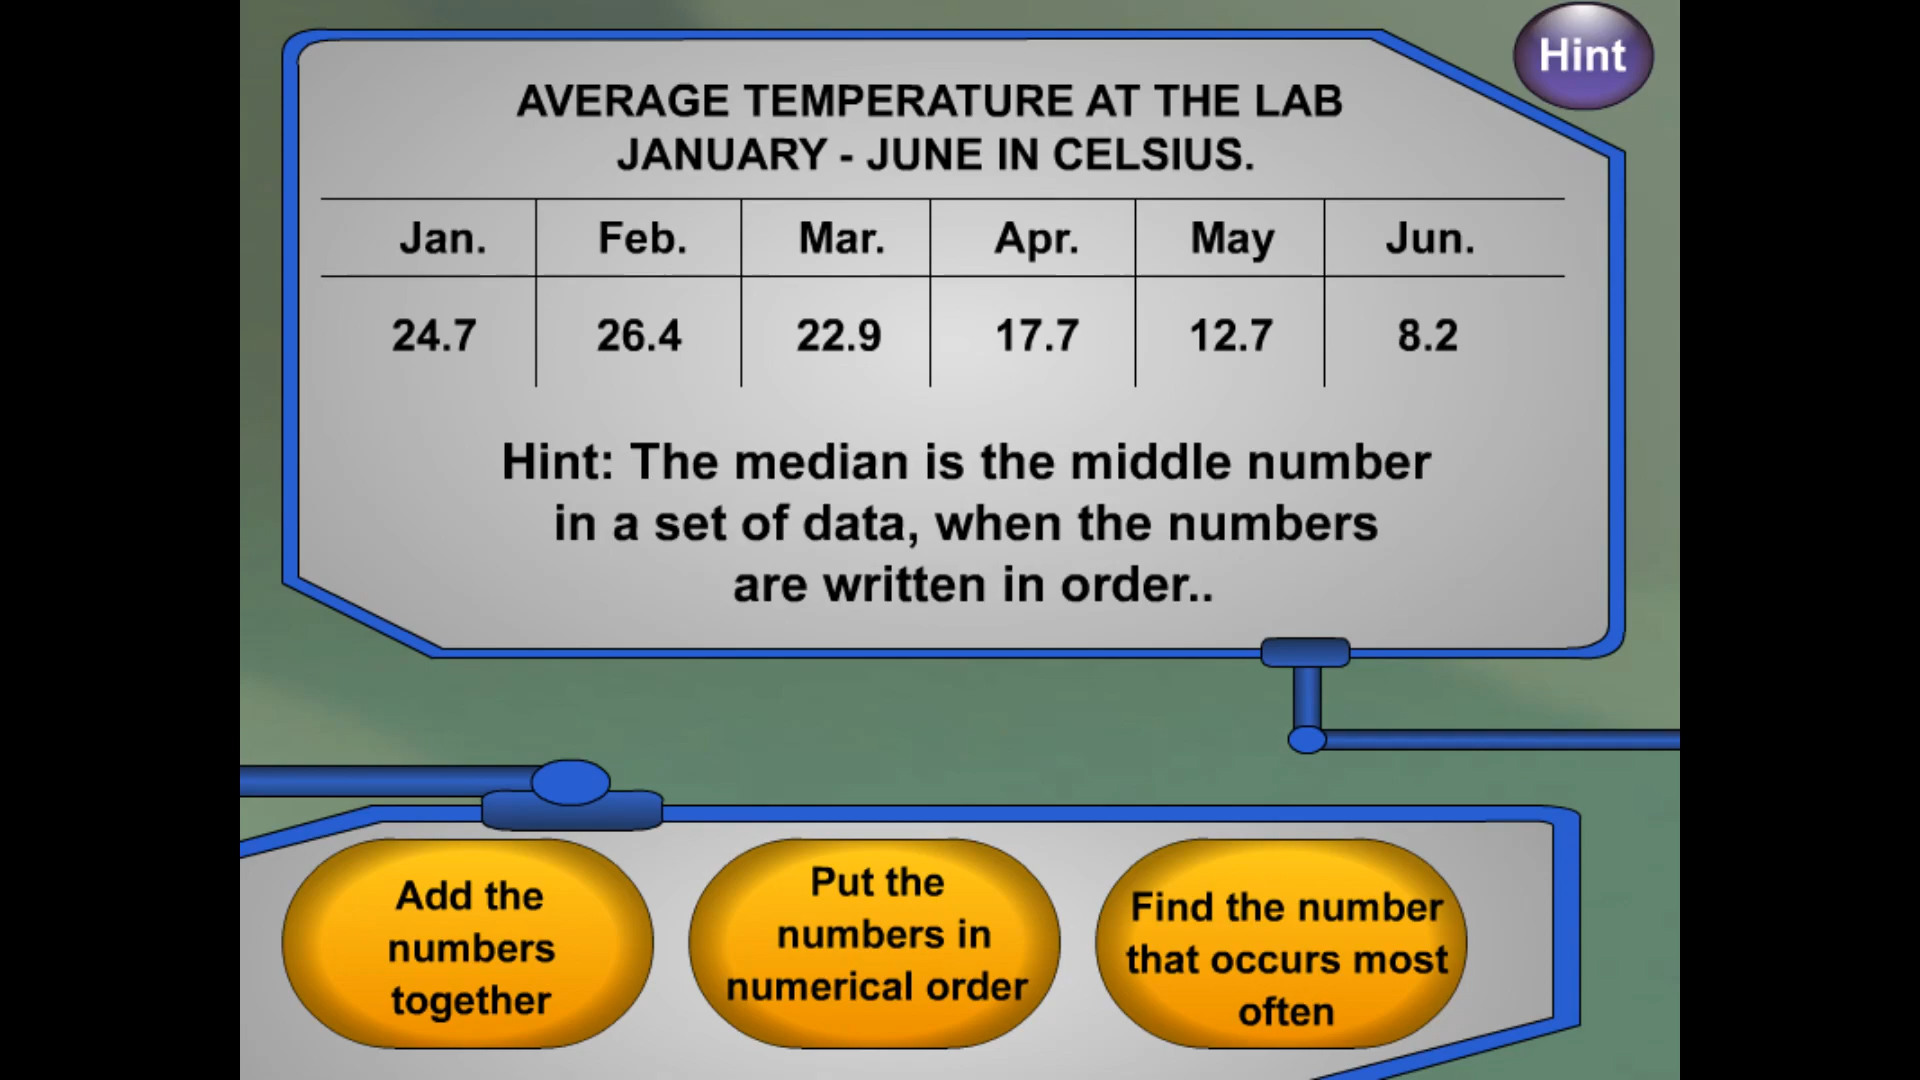 Hint
AVERAGE TEMPERATURE AT THE LAB
JANUARY - JUNE IN CELSIUS.
Jan. Feb. Mar. Apr. May Jun.
24.7 26.4 22.9 17.7 12.7 8.2
Hint: The median is the middle number
in a set of data, when the numbers
are written in order..
Add the
numbers
together
Put the
numbers in
numerical order
Find the number
that occurs most
often